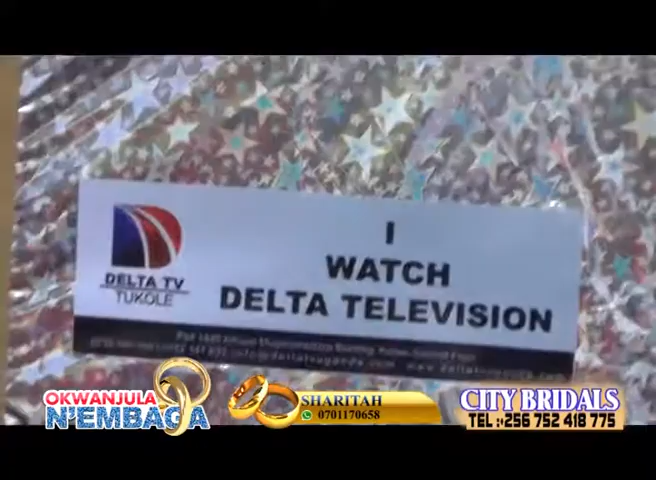 I
WATCH
DELTA TELEVISION
DELTA TV
TUKOLE
OKWANJULA
N'EMBAGA
SHARITAH
0701170658
CITY BRIDALS
TEL:+256 752 418 775